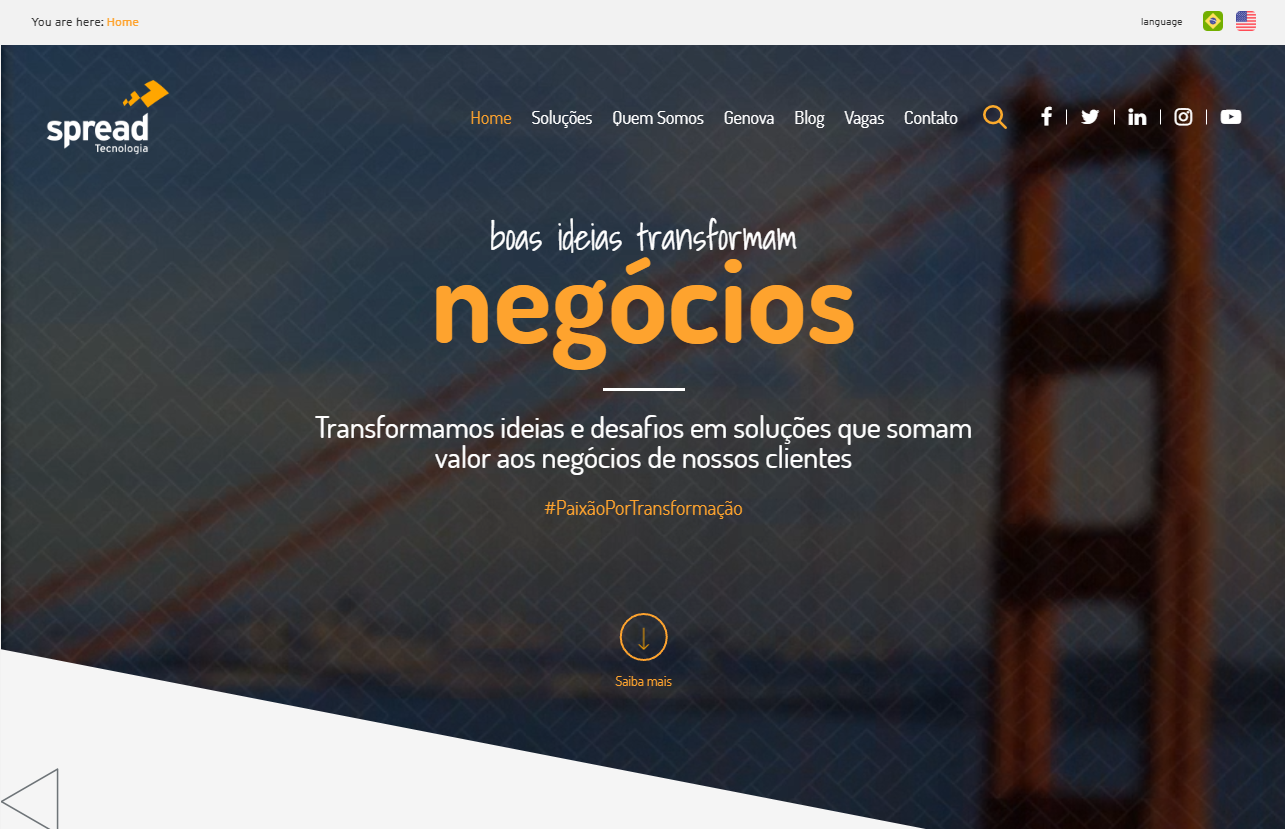 You are here: Home
language
spread
Tecnologia
Home Soluções Quem Somos Genova Blog Vagas Contato
boas ideias transformam
negócios
Transformamos ideias e desafios em soluções que somam
valor aos negócios de nossos clientes
#PaixãoPorTransformação
Saiba mais